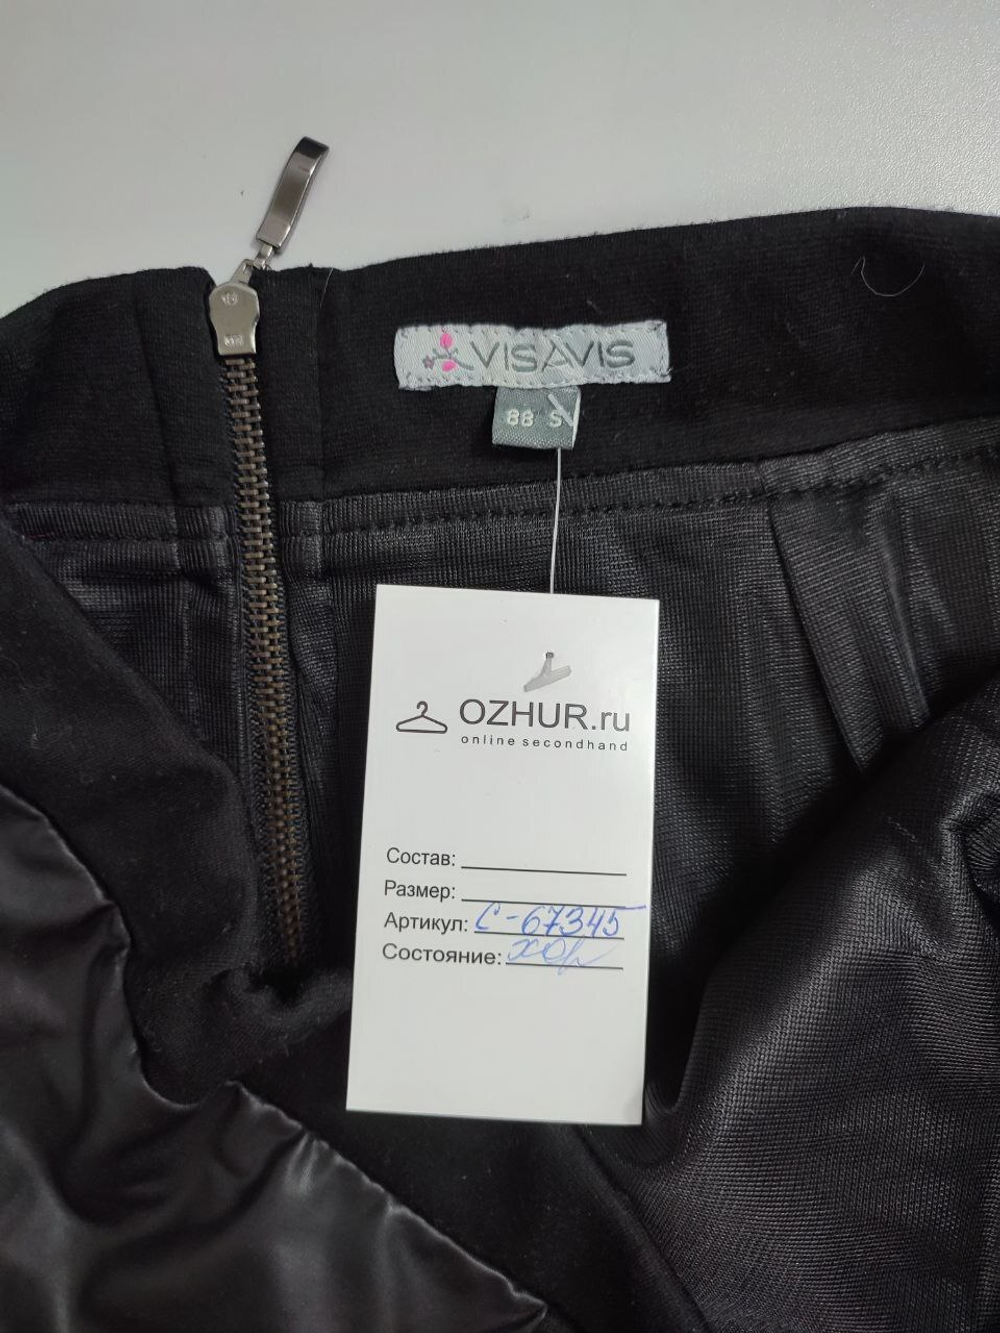 VISAVIS
88 S
OZHUR.ru
online secondhand
Состав:
Размер:
Артикул: С-67345
Состояние: хор